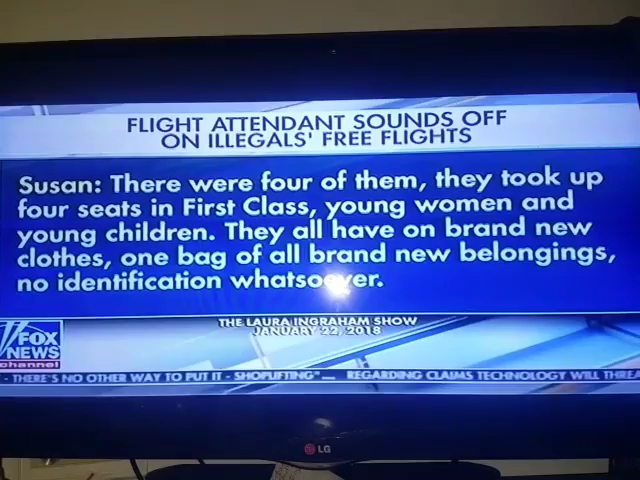 FLIGHT ATTENDANT SOUNDS OFF
ON ILLEGALS' FREE FLIGHTS
Susan: There were four of them, they took up
four seats in First Class, young women and
young children. They all have on brand new
clothes, one bag of all brand new belongings,
no identification whatsoever.
THE LAURA INGRAHAM SHOW
JANUARY 22, 2018
FOX
NEWS
channel
- THERE'S NO OTHER WAY TO PUT IT - SHOPLIFTING" ... REGARDING CLAIMS TECHNOLOGY WILL THREA
LG